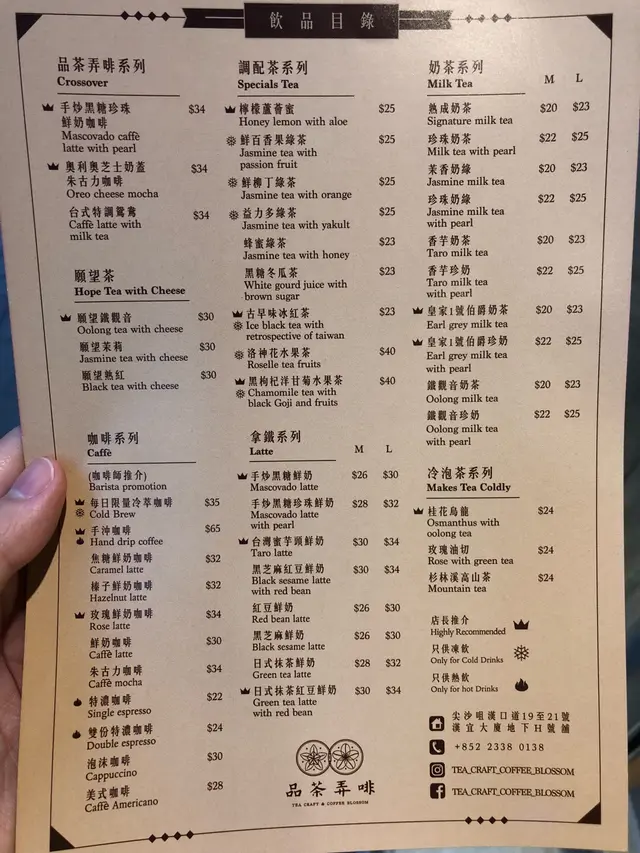 飲品目錄
品茶弄啡系列
Crossover
手炒黑糖珍珠 $34
鮮奶咖啡
Mascovado caffè
latte with pearl
奧利奧芝士奶蓋 $34
朱古力咖啡
Oreo cheese mocha
台式特調鴛鴦 $34
Caffè latte with
milk tea
願望茶
Hope Tea with Cheese
願望鐵觀音 $30
Oolong tea with cheese
願望茉莉 $30
Jasmine tea with cheese
願望熟紅 $30
Black tea with cheese
咖啡系列
Caffè
(咖啡師推介)
Barista promotion
每日限量冷萃咖啡 $35
Cold Brew
手沖咖啡 $65
Hand drip coffee
焦糖鮮奶咖啡 $32
Caramel latte
榛子鮮奶咖啡 $32
Hazelnut latte
玫瑰鮮奶咖啡 $34
Rose latte
鮮奶咖啡 $30
Caffè latte
朱古力咖啡 $34
Caffè mocha
特濃咖啡 $22
Single espresso
雙份特濃咖啡 $24
Double espresso
泡沫咖啡 $30
Cappuccino
美式咖啡 $28
Caffè Americano
調配茶系列
Specials Tea
檸檬蘆薈蜜 $25
Honey lemon with aloe
鮮百香果綠茶 $25
Jasmine tea with
passion fruit
鮮柳丁綠茶 $25
Jasmine tea with orange
益力多綠茶 $25
Jasmine tea with yakult
蜂蜜綠茶 $23
Jasmine tea with honey
黑糖冬瓜茶 $23
White gourd juice with
brown sugar
古早味冰紅茶 $23
Ice black tea with
retrospective of taiwan
洛神花水果茶 $40
Roselle tea fruits
黑枸杞洋甘菊水果茶 $40
Chamomile tea with
black Goji and fruits
拿鐵系列
Latte M L
手炒黑糖鮮奶 $26 $30
Mascovado latte
手炒黑糖珍珠鮮奶 $28 $32
Mascovado latte
with pearl
台灣蜜芋頭鮮奶 $30 $34
Taro latte
黑芝麻紅豆鮮奶 $30 $34
Black sesame latte
with red bean
紅豆鮮奶 $26 $30
Red bean latte
黑芝麻鮮奶 $26 $30
Black sesame latte
日式抹茶鮮奶 $28 $32
Green tea latte
日式抹茶紅豆鮮奶 $30 $34
Green tea latte
with red bean
品茶弄啡
TEA CRAFT & COFFEE BLOSSOM
奶茶系列
Milk Tea M L
熟成奶茶 $20 $23
Signature milk tea
珍珠奶茶 $22 $25
Milk tea with pearl
茉香奶綠 $20 $23
Jasmine milk tea
珍珠奶綠 $22 $25
Jasmine milk tea
with pearl
香芋奶茶 $20 $23
Taro milk tea
香芋珍奶 $22 $25
Taro milk tea
with pearl
皇家1號伯爵奶茶 $20 $23
Earl grey milk tea
皇家1號伯爵珍奶 $22 $25
Earl grey milk tea
with pearl
鐵觀音奶茶 $20 $23
Oolong milk tea
鐵觀音珍奶 $22 $25
Oolong milk tea
with pearl
冷泡茶系列
Makes Tea Coldly
桂花烏龍 $24
Osmanthus with
oolong tea
玫瑰油切 $24
Rose with green tea
杉林溪高山茶 $24
Mountain tea
店長推介
Highly Recommended
只供凍飲
Only for Cold Drinks
只供熱飲
Only for hot Drinks
尖沙咀漢口道19至21號
漢宜大廈地下H號舖
+852 2338 0138
TEA_CRAFT_COFFEE_BLOSSOM
TEA_CRAFT_COFFEE_BLOSSOM